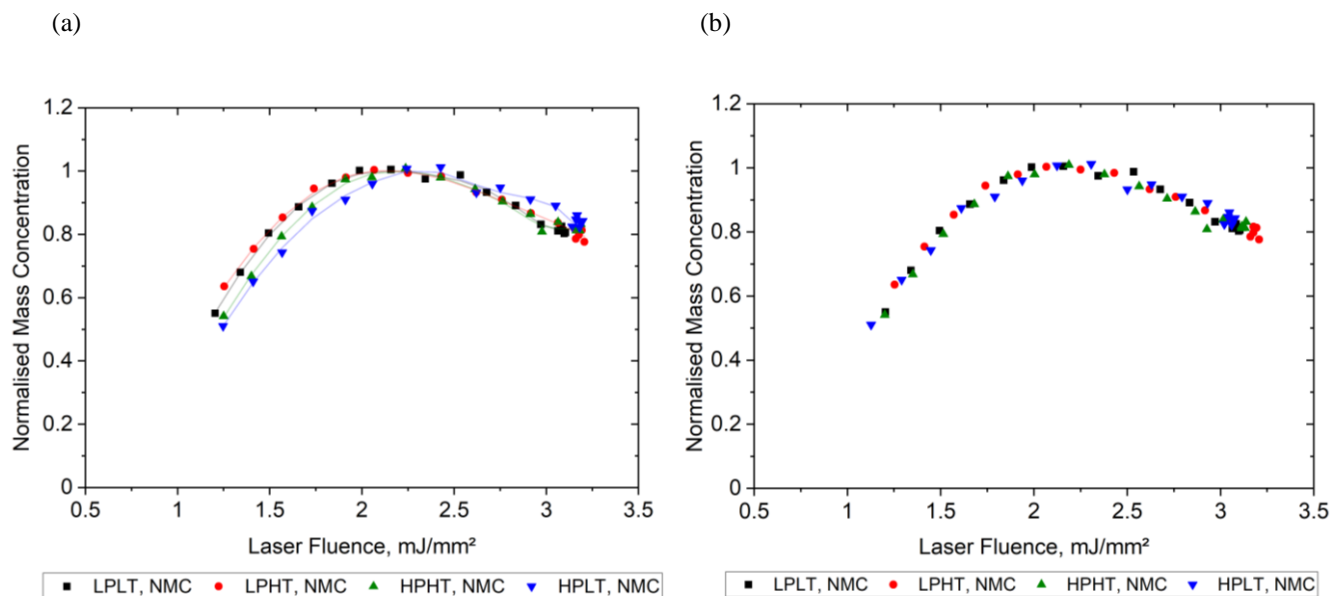 (a)
(b)
1.2
1
0.8
0.6
0.4
0.2
0
Normalised Mass Concentration
0.5 1 1.5 2 2.5 3 3.5
Laser Fluence, mJ/mm²
LPLT, NMC LPHT, NMC HPHT, NMC HPLT, NMC
1.2
1
0.8
0.6
0.4
0.2
0
Normalised Mass Concentration
0.5 1 1.5 2 2.5 3 3.5
Laser Fluence, mJ/mm²
LPLT, NMC LPHT, NMC HPHT, NMC HPLT, NMC